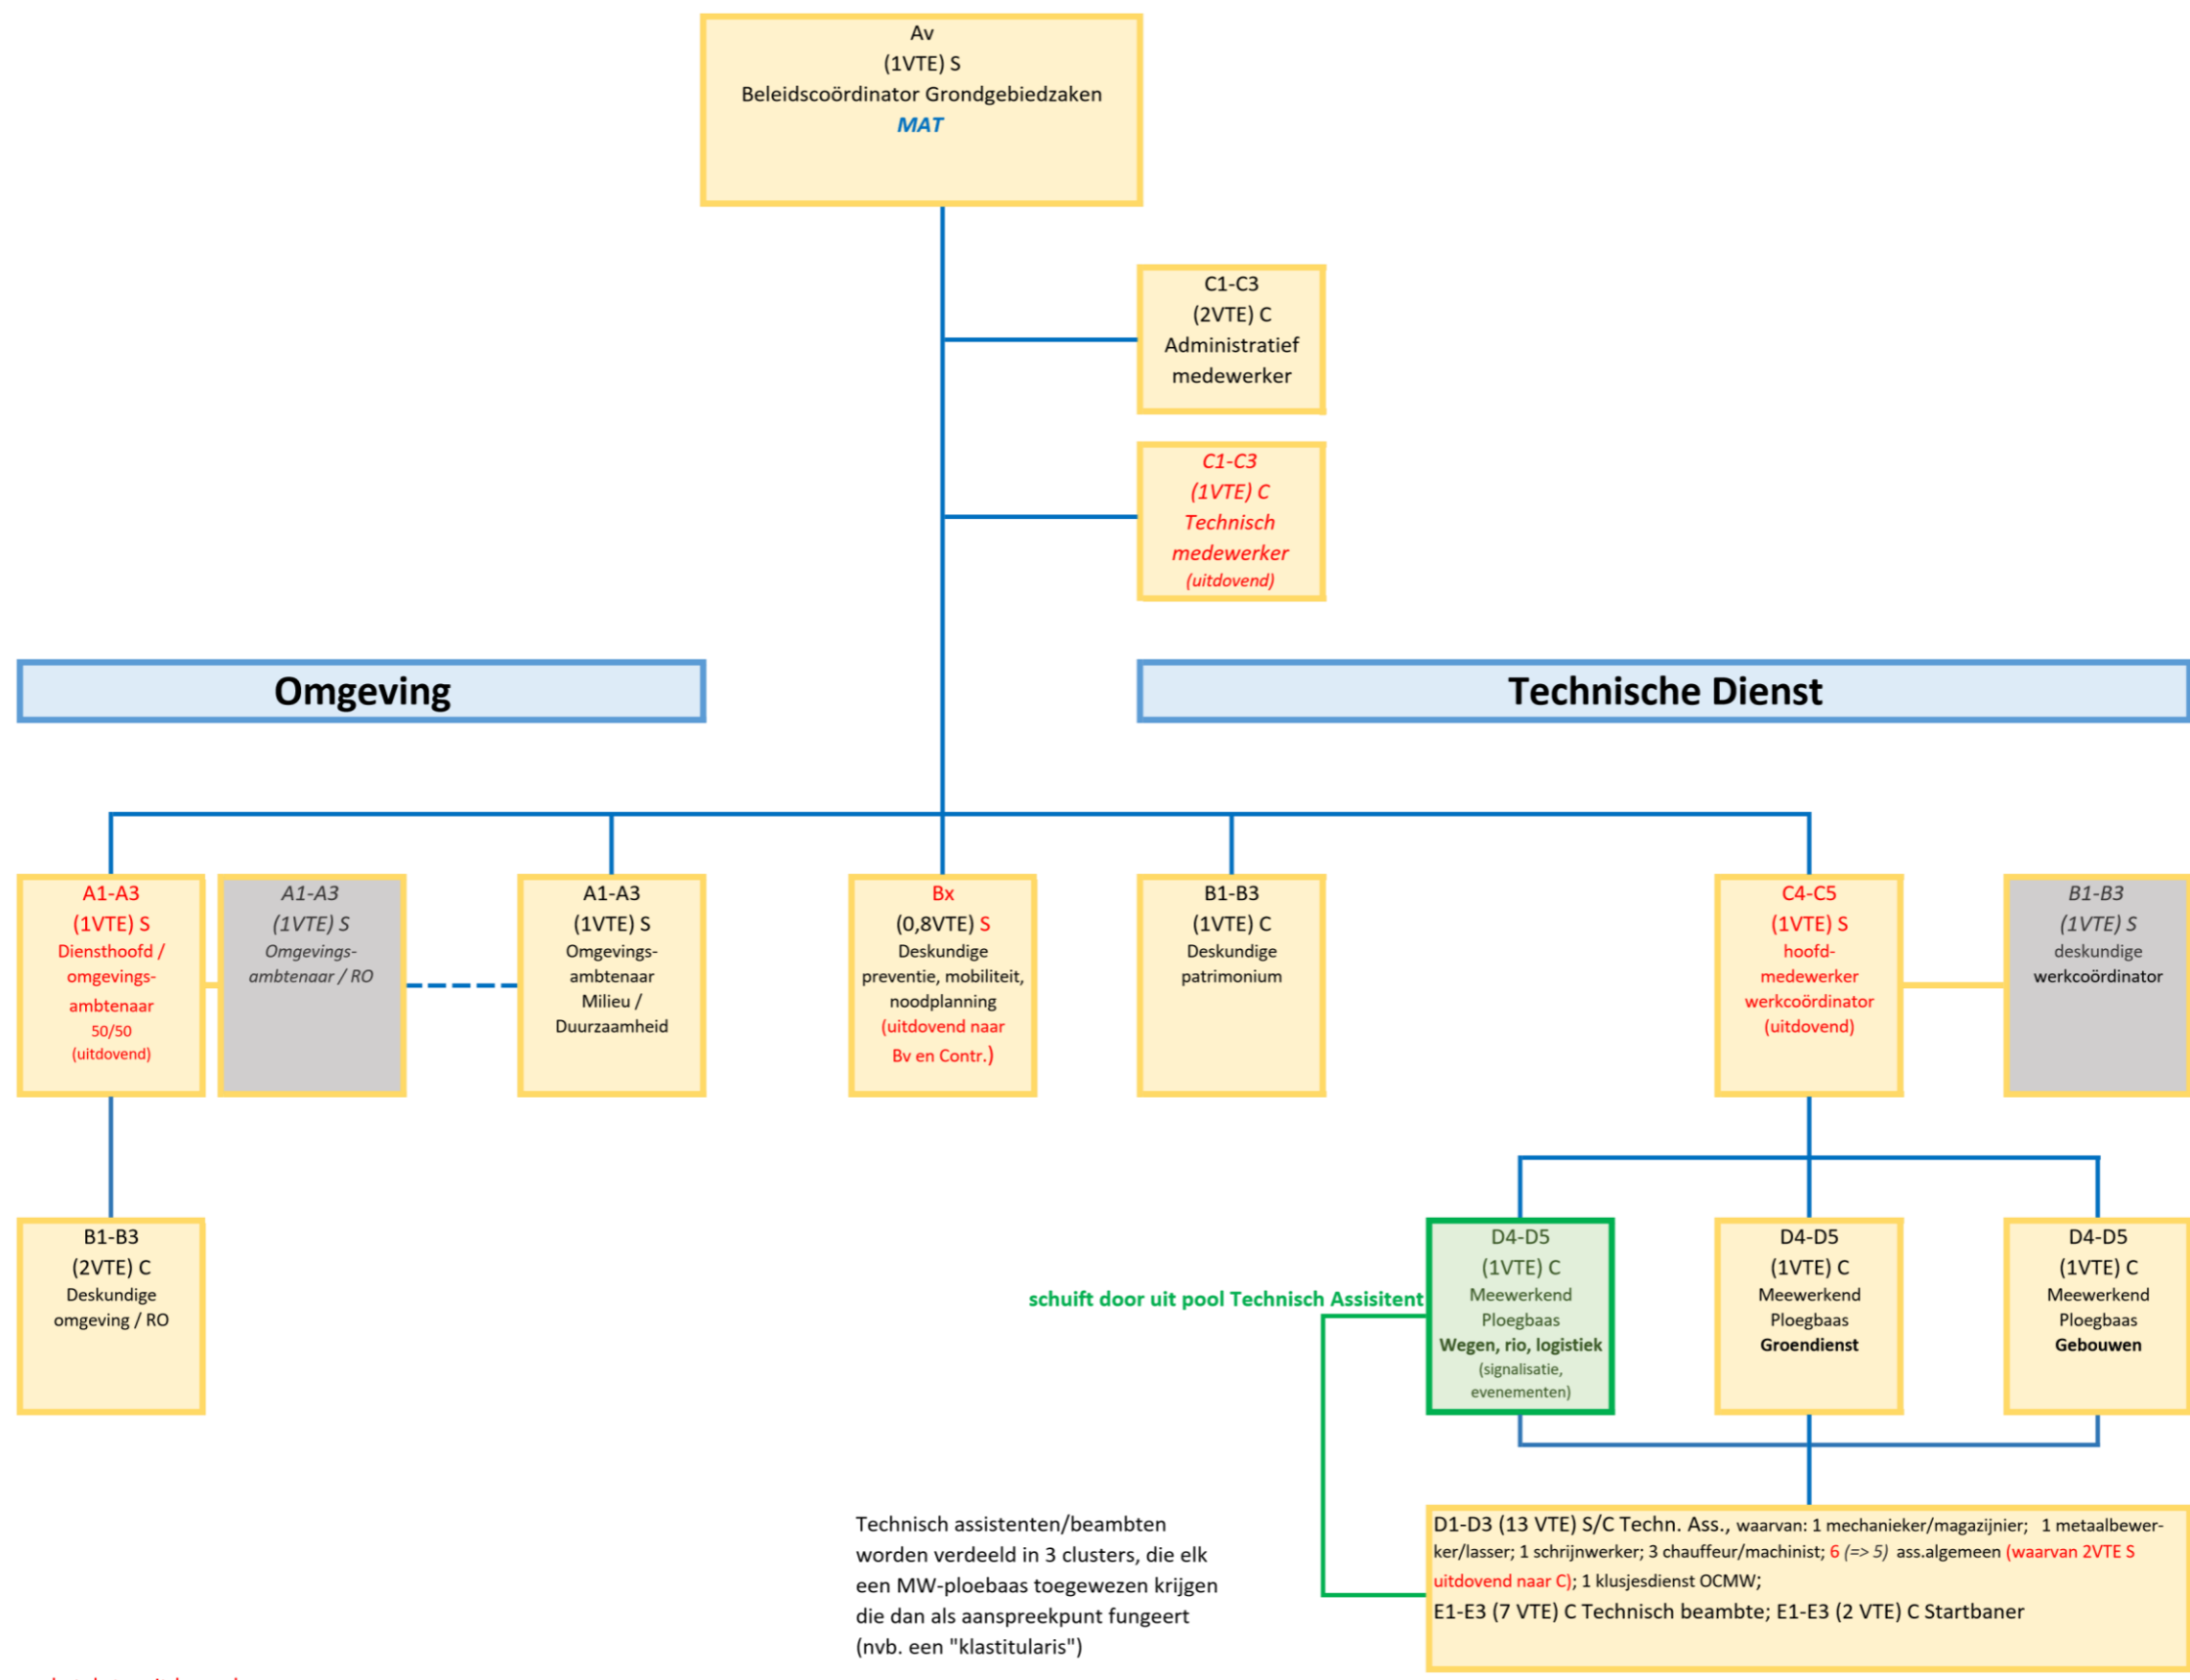 Av
(1VTE) S
Beleidscoördinator Grondgebiedzaken
MAT
C1-C3
(2VTE) C
Administratief
medewerker
C1-C3
(1VTE) C
Technisch
medewerker
(uitdovend)
Omgeving
Technische Dienst
A1-A3
(1VTE) S
Diensthoofd /
omgevings-
ambtenaar
50/50
(uitdovend)
A1-A3
(1VTE) S
Omgevings-
ambtenaar / RO
A1-A3
(1VTE) S
Omgevings-
ambtenaar
Milieu /
Duurzaamheid
Bx
(0,8VTE) S
Deskundige
preventie, mobiliteit,
noodplanning
(uitdovend naar
Bv en Contr.)
B1-B3
(1VTE) C
Deskundige
patrimonium
C4-C5
(1VTE) S
hoofd-
medewerker
werkcoördinator
(uitdovend)
B1-B3
(1VTE) S
deskundige
werkcoördinator
B1-B3
(2VTE) C
Deskundige
omgeving / RO
schuift door uit pool Technisch Assisitent
D4-D5
(1VTE) C
Meewerkend
Ploegbaas
Wegen, rio, logistiek
(signalisatie,
evenementen)
D4-D5
(1VTE) C
Meewerkend
Ploegbaas
Groendienst
D4-D5
(1VTE) C
Meewerkend
Ploegbaas
Gebouwen
Technisch assistenten/beambten
worden verdeeld in 3 clusters, die elk
een MW-ploebaas toegewezen krijgen
die dan als aanspreekpunt fungeert
(nvb. een "klastitularis")
D1-D3 (13 VTE) S/C Techn. Ass., waarvan: 1 mechanieker/magazijnier; 1 metaalbewer-
ker/lasser; 1 schrijnwerker; 3 chauffeur/machinist; 6 (=> 5) ass.algemeen (waarvan 2VTE S
uitdovend naar C); 1 klusjesdienst OCMW;
E1-E3 (7 VTE) C Technisch beambte; E1-E3 (2 VTE) C Startbaner